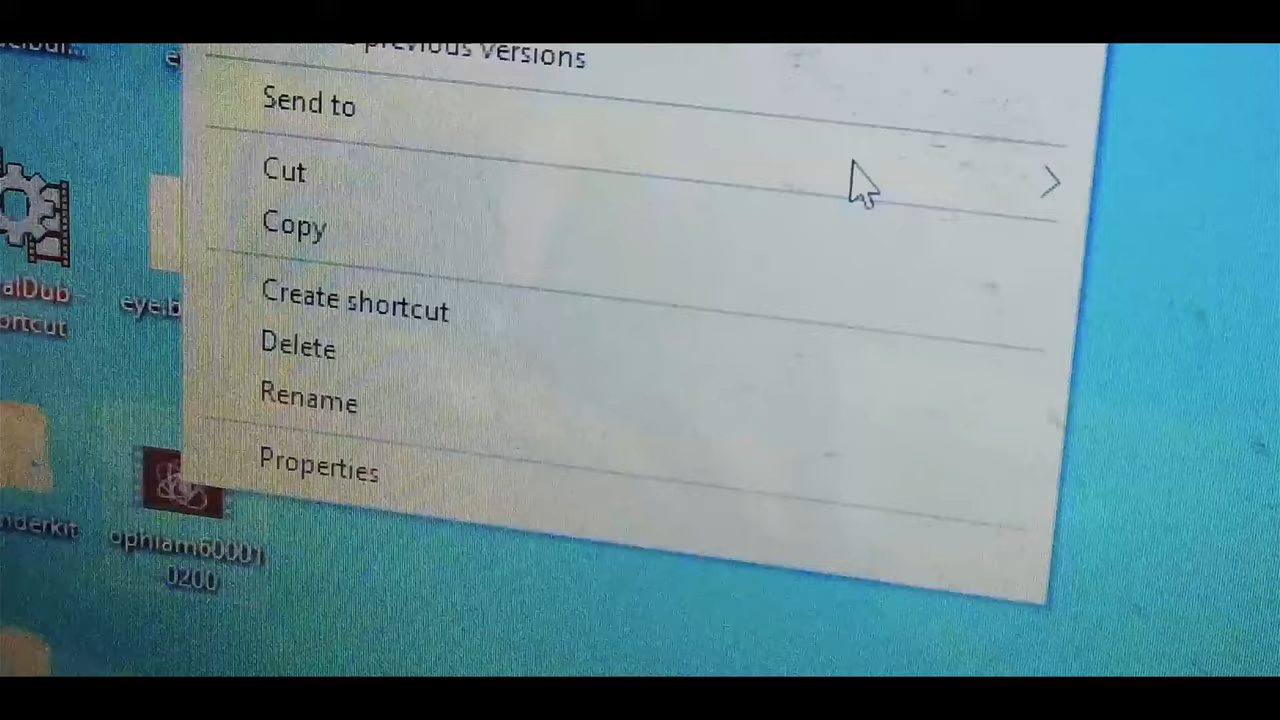 previous versions
Send to
Cut
Copy
Create shortcut
Delete
Rename
Properties
alDub
ortcut
eye.b
nderkit
ophiam60001
0200